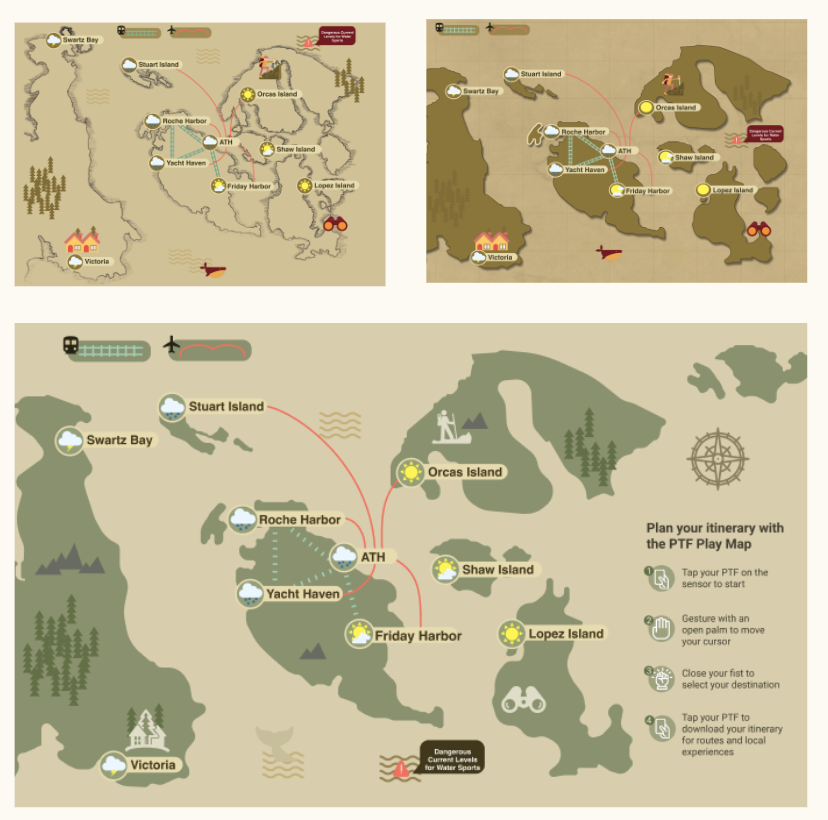 Swartz Bay
Stuart Island
Dangerous Current
Levels for Water
Sports
Orcas Island
Roche Harbor
ATH
Shaw Island
Yacht Haven
Friday Harbor
Lopez Island
Victoria
Stuart Island
Swartz Bay
Orcas Island
Roche Harbor
Dangerous Current
Levels for Water
Sports
ATH
Shaw Island
Yacht Haven
Friday Harbor
Lopez Island
Victoria
Stuart Island
Swartz Bay
Orcas Island
Roche Harbor
ATH
Shaw Island
Yacht Haven
Friday Harbor
Lopez Island
Victoria
Dangerous
Current Levels
for Water Sports
Plan your itinerary with
the PTF Play Map
1
Tap your PTF on the
sensor to start
2
Gesture with an
open palm to move
your cursor
3
Close your fist to
select your destination
4
Tap your PTF to
download your itinerary
for routes and local
experiences